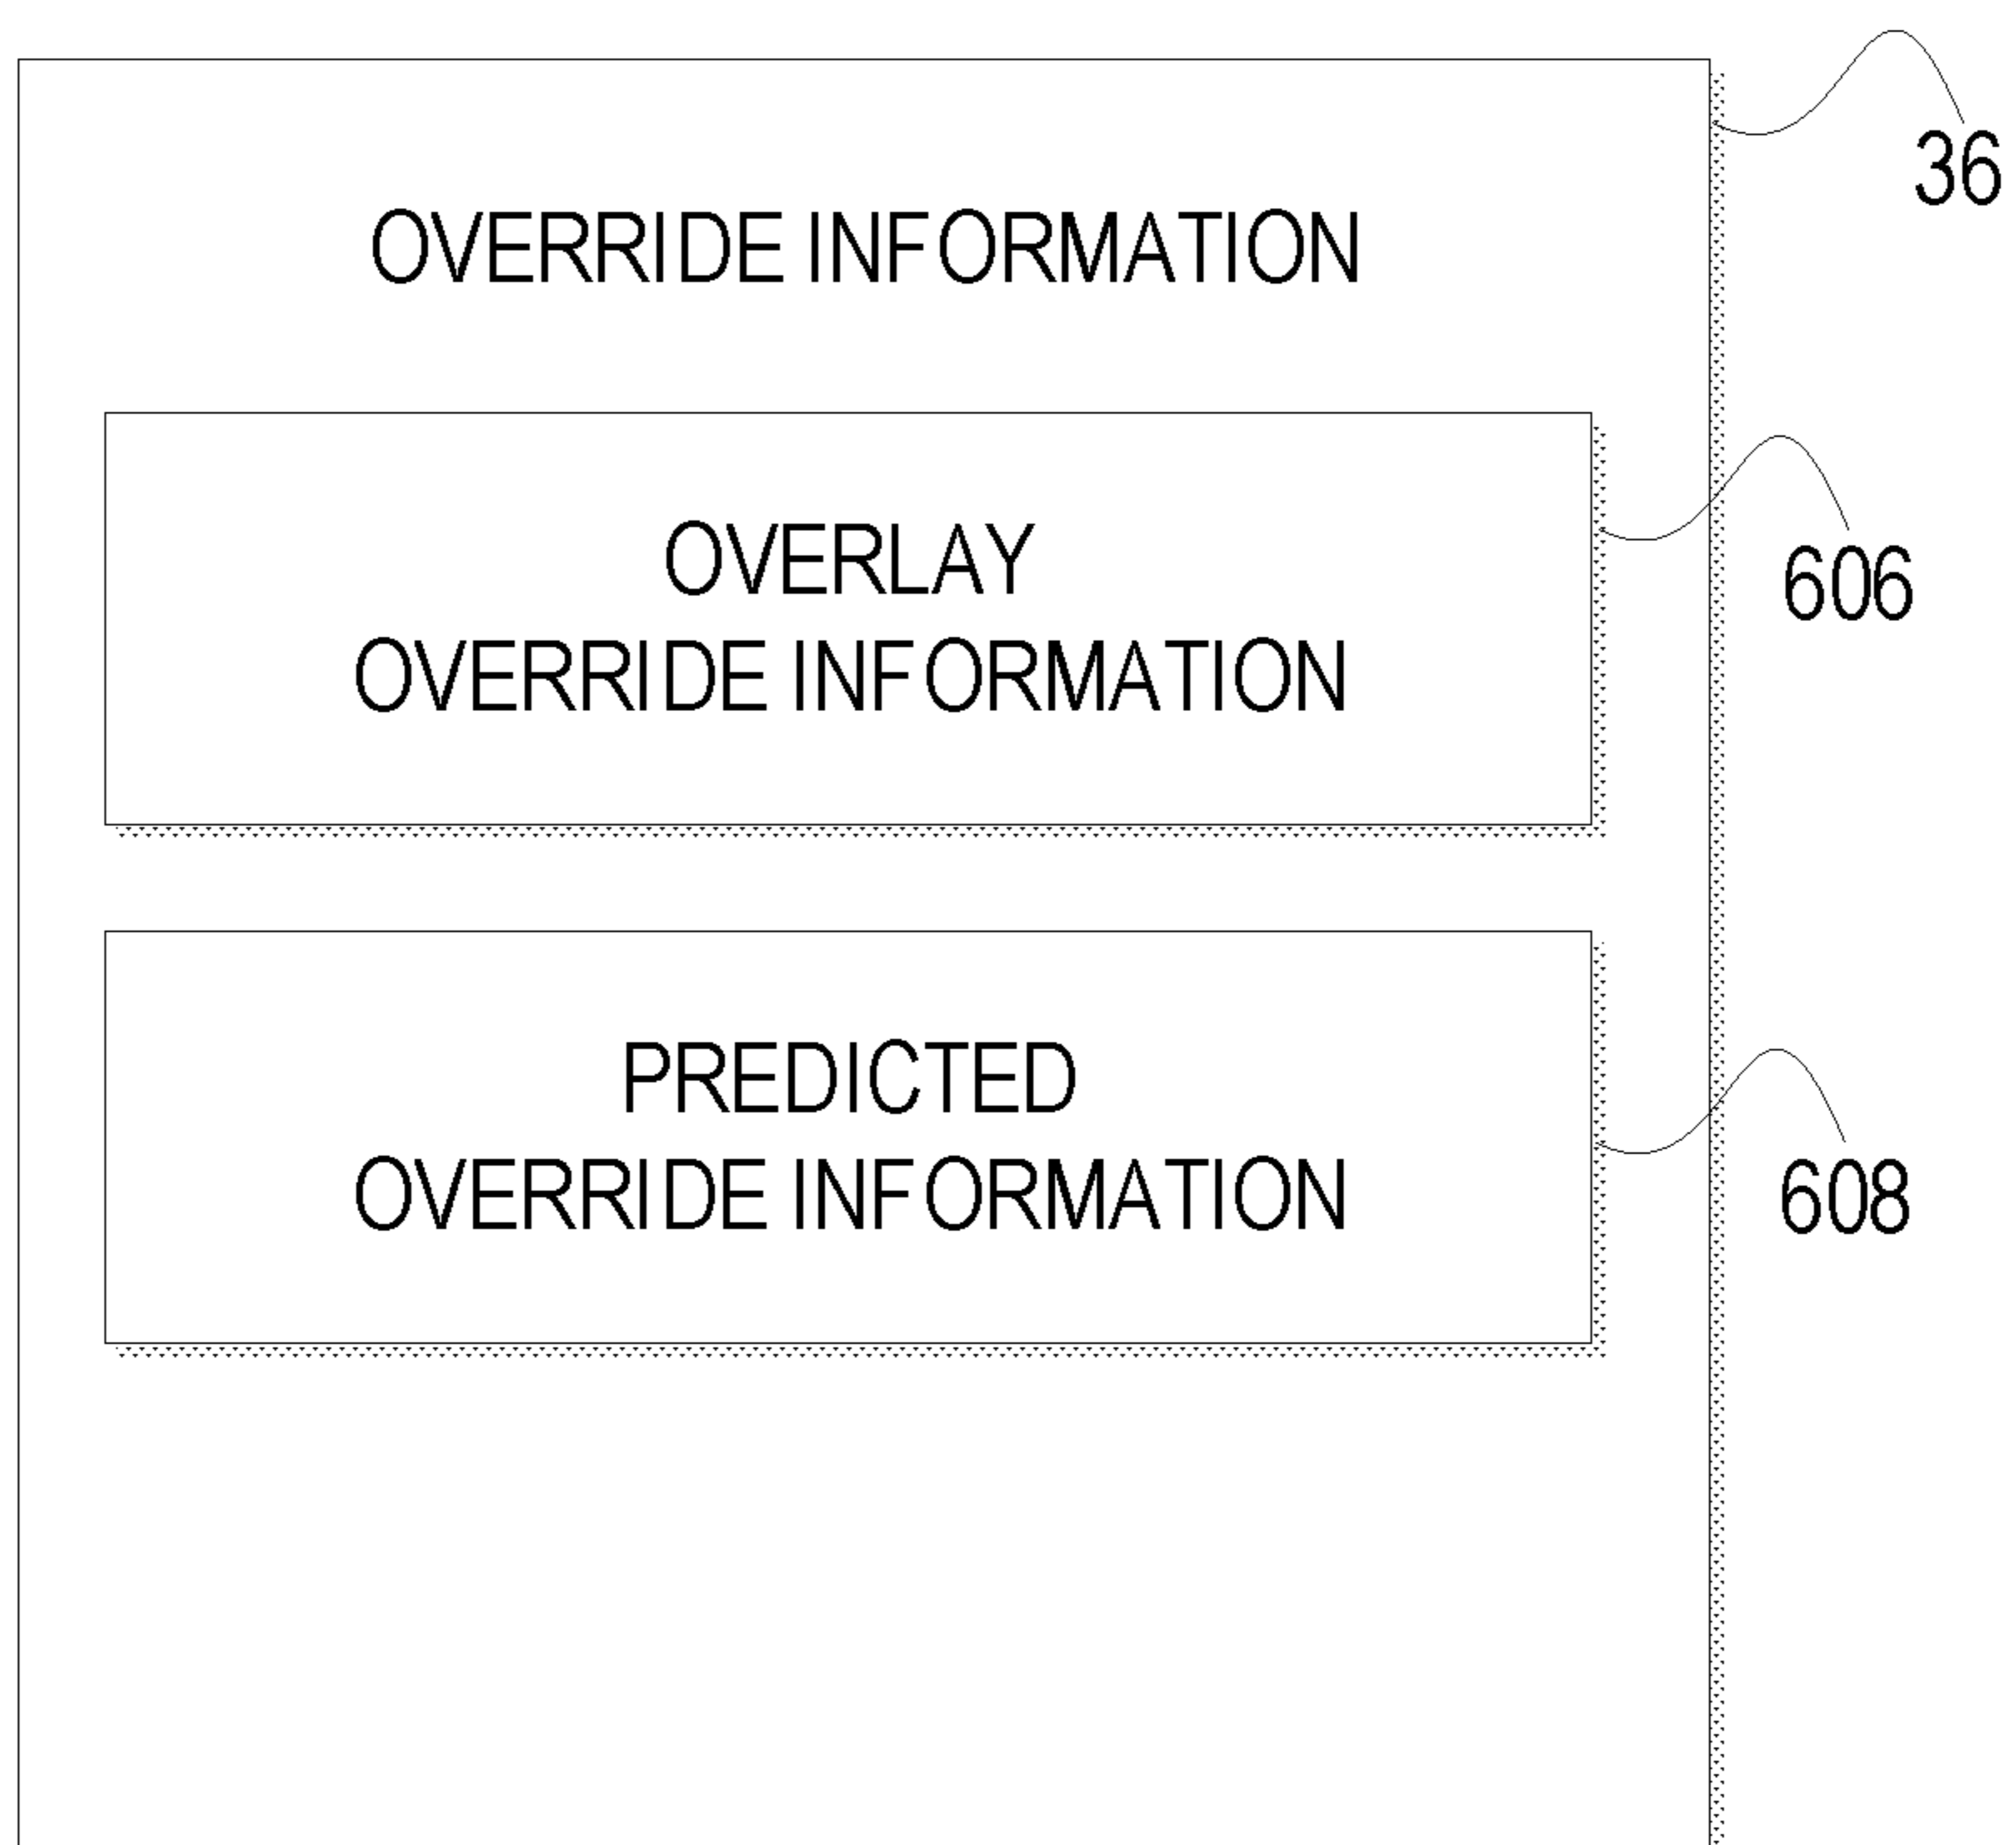 36
OVERRIDE INFORMATION
OVERLAY
OVERRIDE INFORMATION
606
PREDICTED
OVERRIDE INFORMATION
608